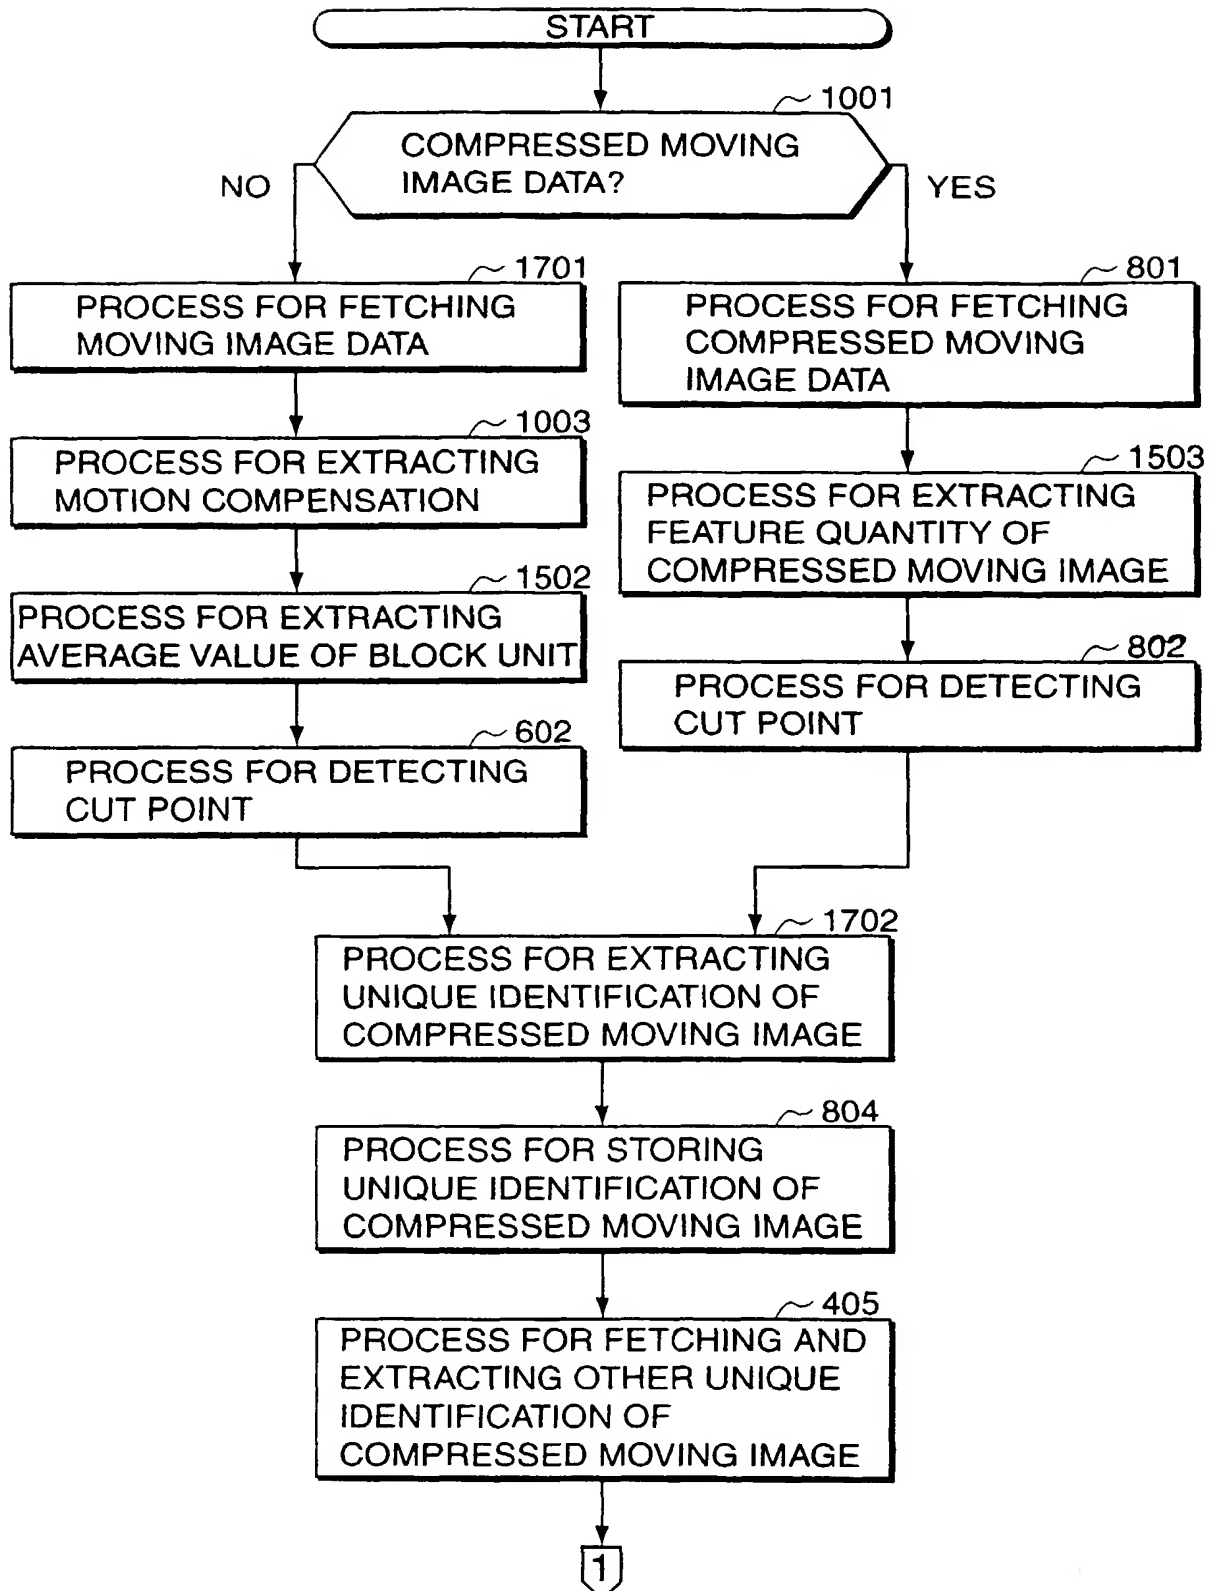 START
1001
COMPRESSED MOVING
IMAGE DATA?
NO
YES
1701
PROCESS FOR FETCHING
MOVING IMAGE DATA
1003
PROCESS FOR EXTRACTING
MOTION COMPENSATION
1502
PROCESS FOR EXTRACTING
AVERAGE VALUE OF BLOCK UNIT
602
PROCESS FOR DETECTING
CUT POINT
801
PROCESS FOR FETCHING
COMPRESSED MOVING
IMAGE DATA
1503
PROCESS FOR EXTRACTING
FEATURE QUANTITY OF
COMPRESSED MOVING IMAGE
802
PROCESS FOR DETECTING
CUT POINT
1702
PROCESS FOR EXTRACTING
UNIQUE IDENTIFICATION OF
COMPRESSED MOVING IMAGE
804
PROCESS FOR STORING
UNIQUE IDENTIFICATION OF
COMPRESSED MOVING IMAGE
405
PROCESS FOR FETCHING AND
EXTRACTING OTHER UNIQUE
IDENTIFICATION OF
COMPRESSED MOVING IMAGE
1